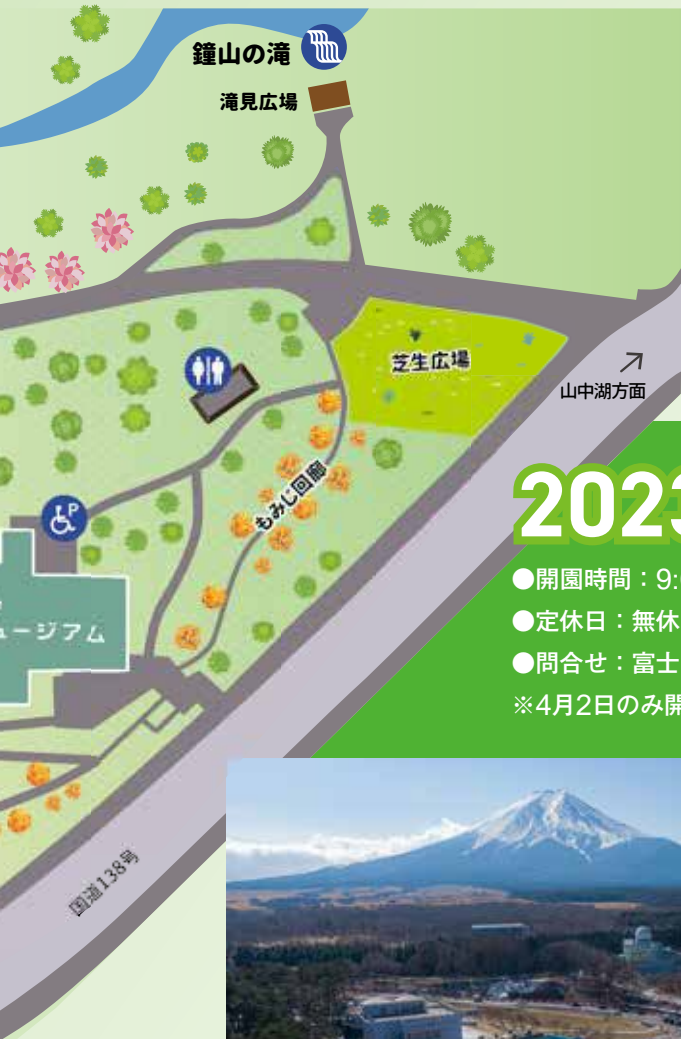 鐘山の滝
滝見広場
芝生広場
山中湖方面
もみじ回廊
P
ュージアム
国道138号
2023
●開園時間：9:
●定休日：無休
●問合せ：富士
※4月2日のみ開